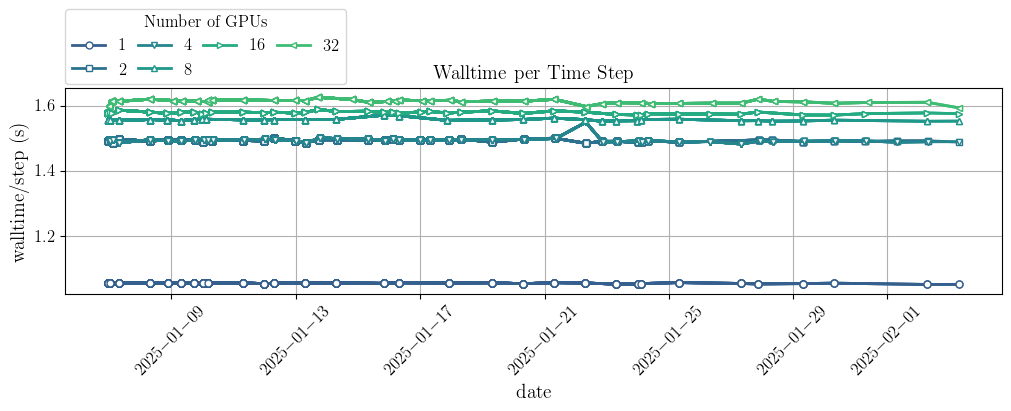 Number of GPUs
1 4 16 32
2 8
Walltime per Time Step
walltime/step (s)
1.6
1.4
1.2
2025−01−09
2025−01−13
2025−01−17
2025−01−21
2025−01−25
2025−01−29
2025−02−01
date